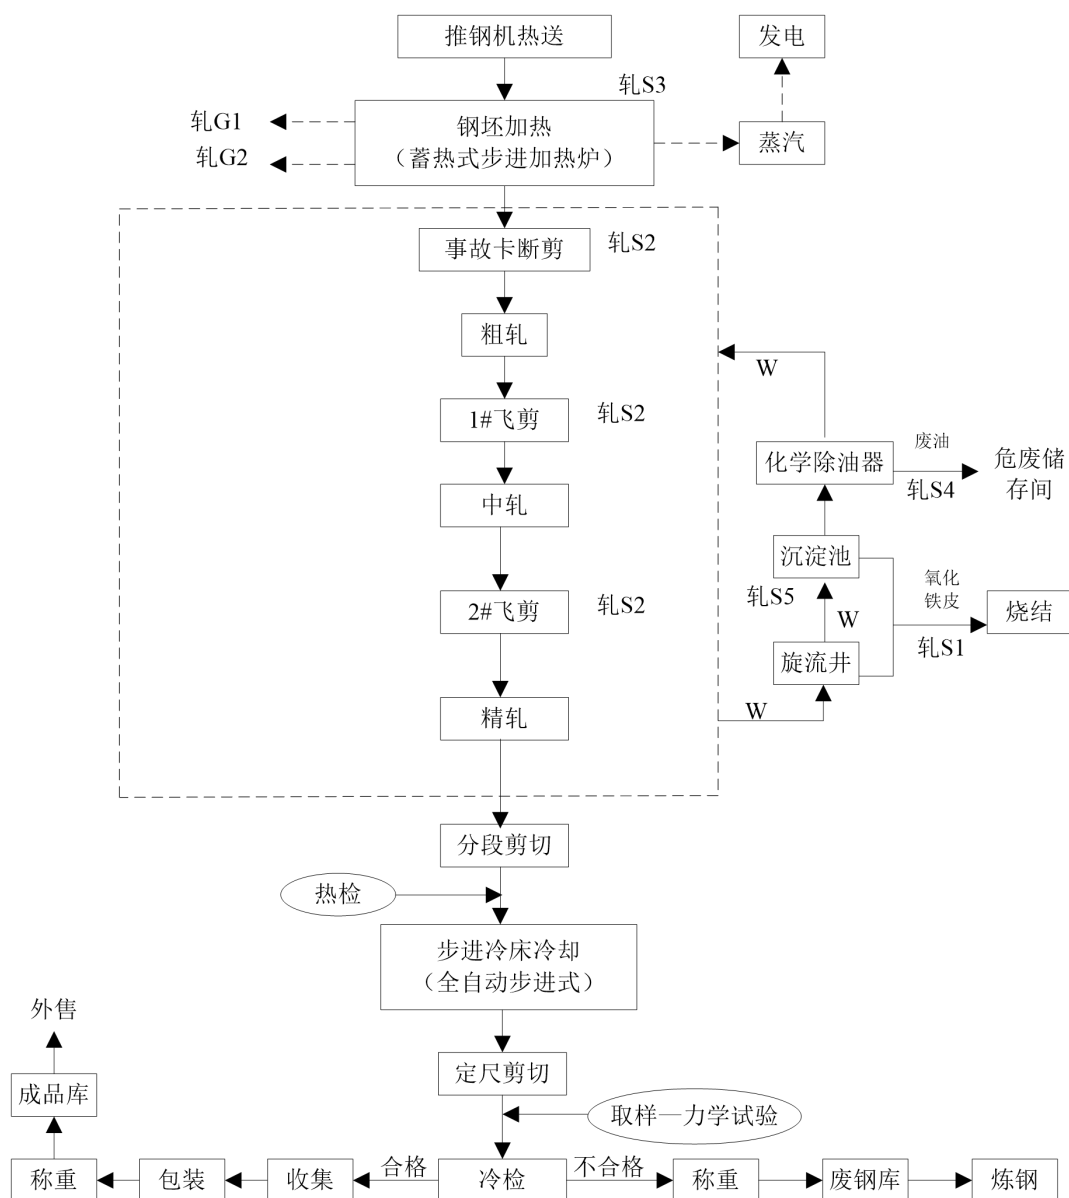 推钢机热送
发电
轧S3
轧G1
钢坯加热
（蓄热式步进加热炉）
轧G2
蒸汽
事故卡断剪
轧S2
粗轧
W
1#飞剪
轧S2
化学除油器
废油
轧S4
危废储
存间
中轧
沉淀池
轧S5
氧化
铁皮
2#飞剪
轧S2
W
轧S1
烧结
旋流井
精轧
W
分段剪切
热检
步进冷床冷却
（全自动步进式）
外售
定尺剪切
成品库
取样—力学试验
称重
包装
收集
合格
冷检
不合格
称重
废钢库
炼钢